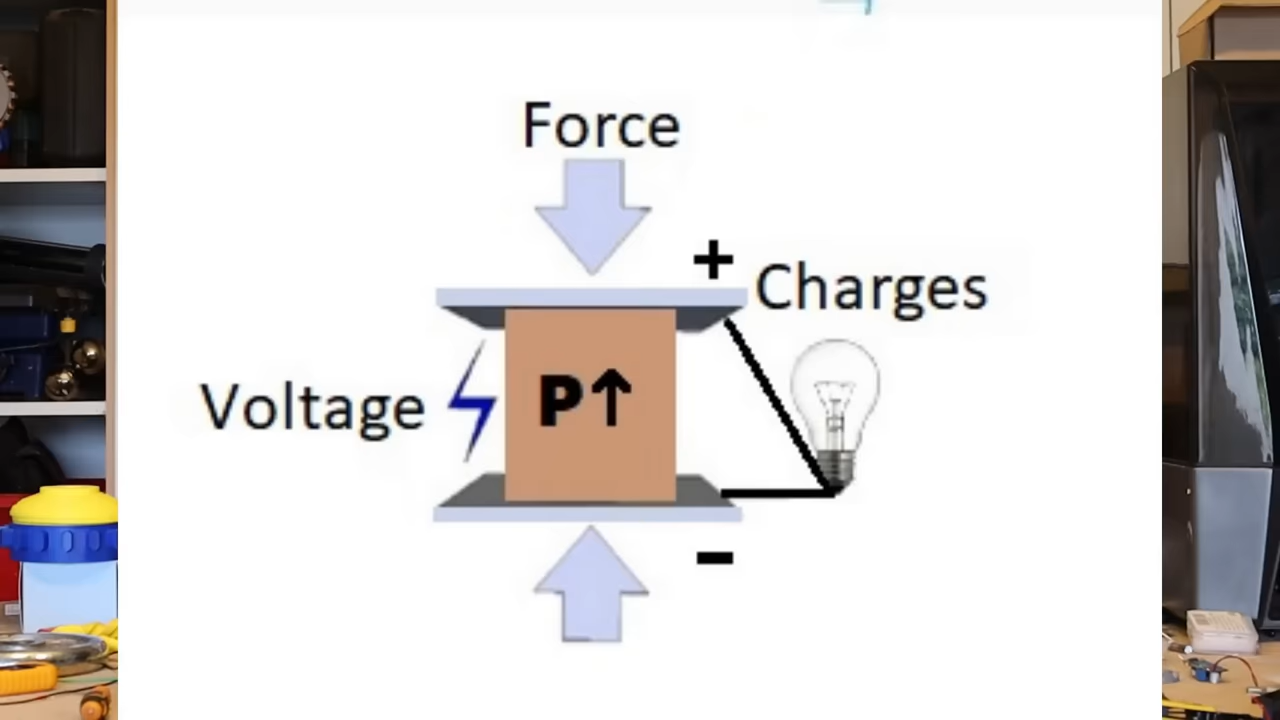 Force
+
Charges
Voltage
P↑
-